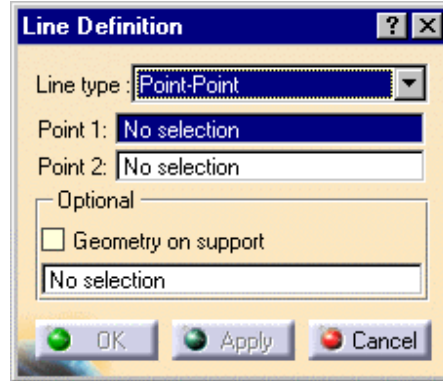 Line Definition
Line type : Point-Point
Point 1: No selection
Point 2: No selection
Optional
Geometry on support
No selection
OK Apply Cancel